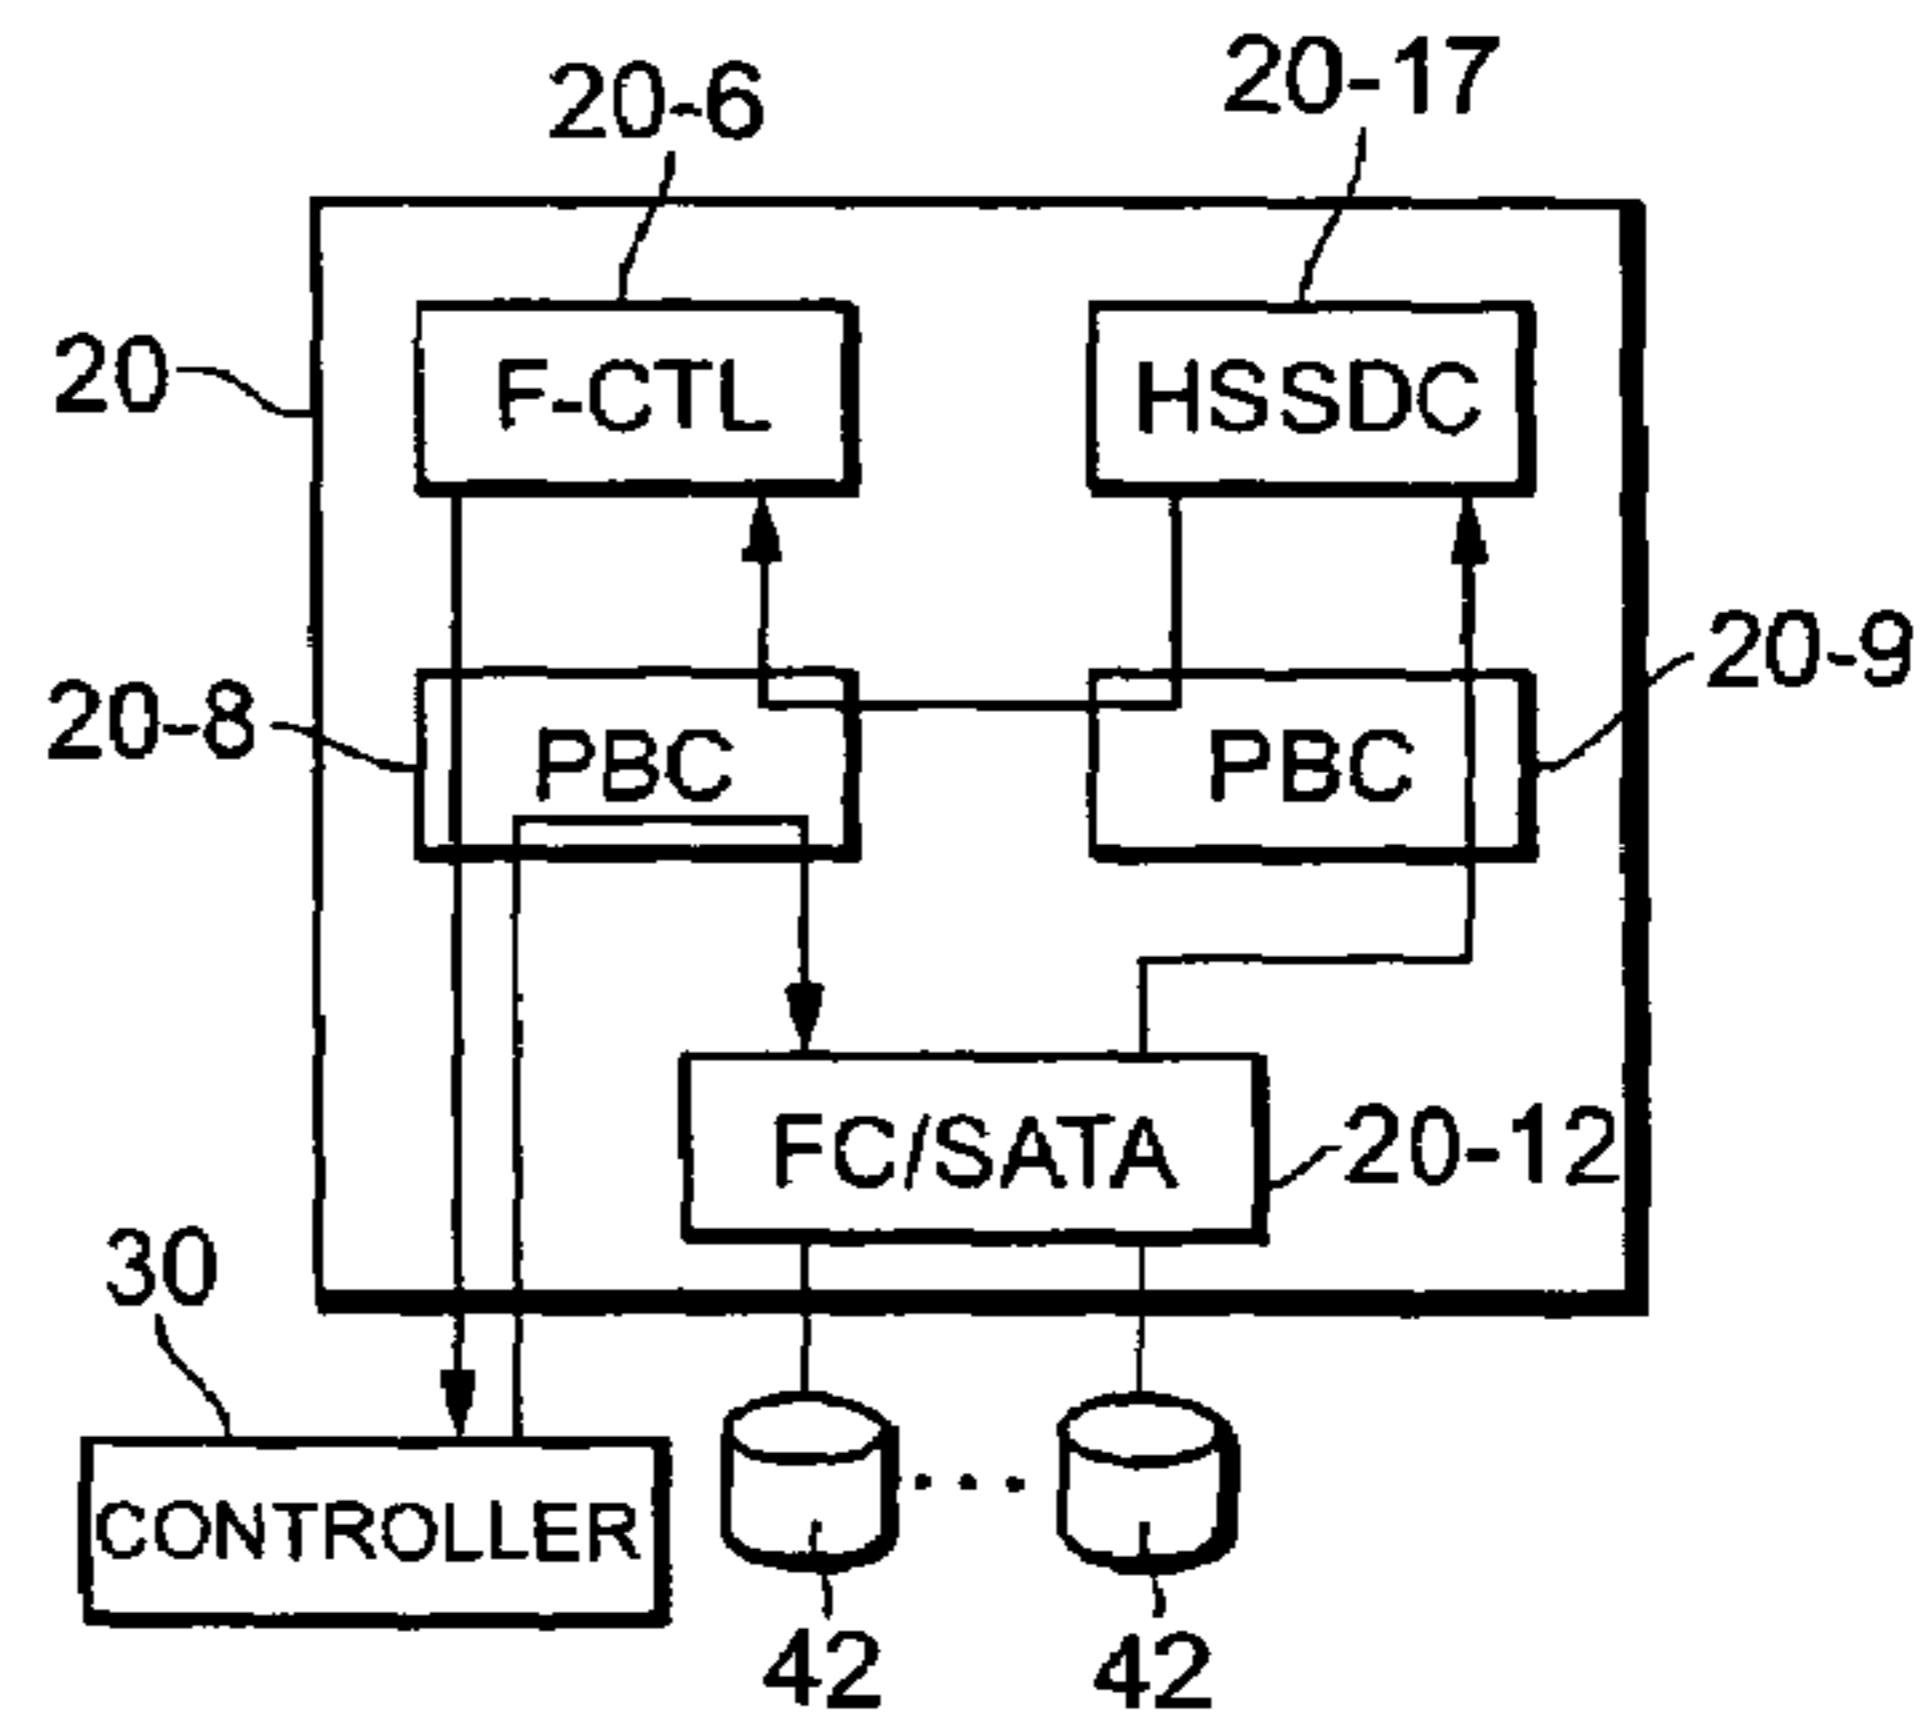 20-6
20-17
20
F-CTL
HSSDC
20-8
PBC
PBC
20-9
FC/SATA
20-12
30
CONTROLLER
42
42